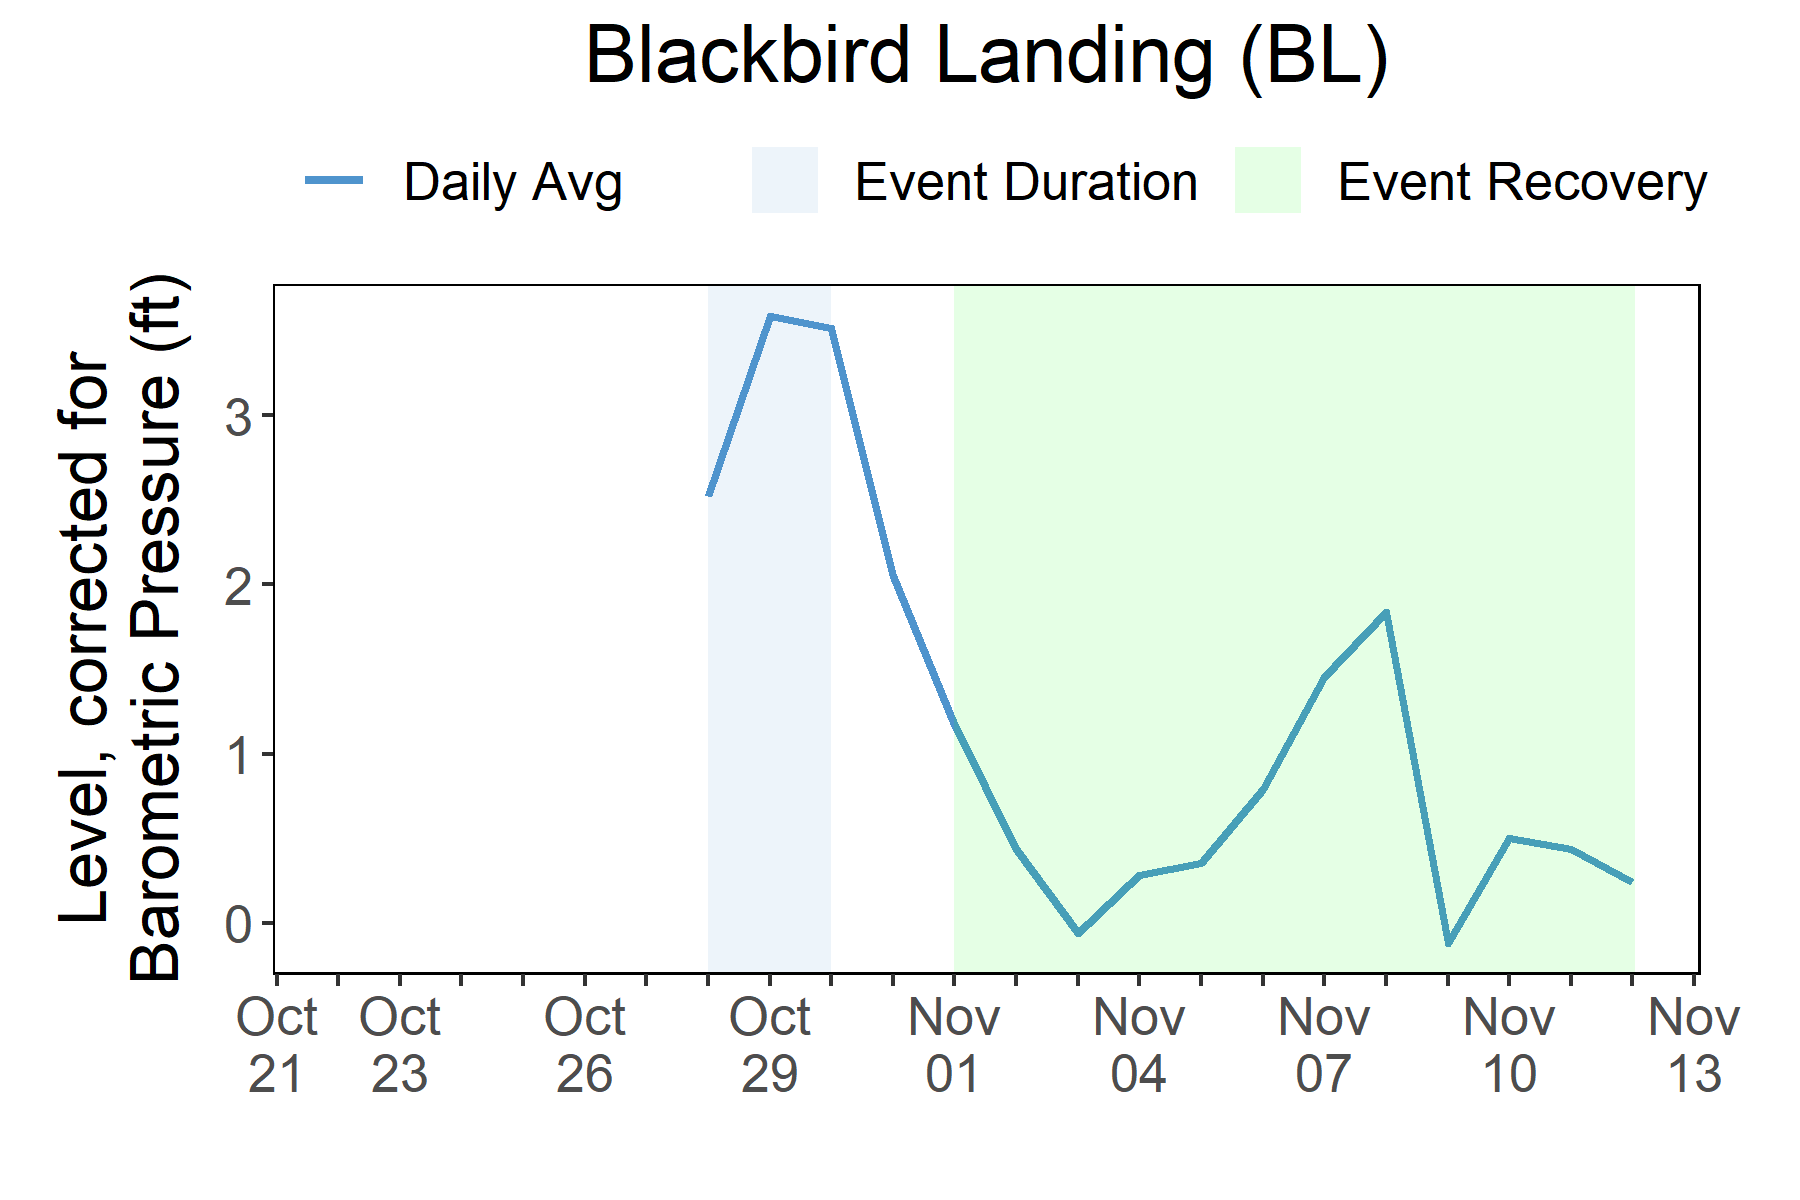 Blackbird Landing (BL)
Daily Avg
Event Duration
Event Recovery
Level, corrected for
Barometric Pressure (ft)
3
2
1
0
Oct 21
Oct 23
Oct 26
Oct 29
Nov 01
Nov 04
Nov 07
Nov 10
Nov 13